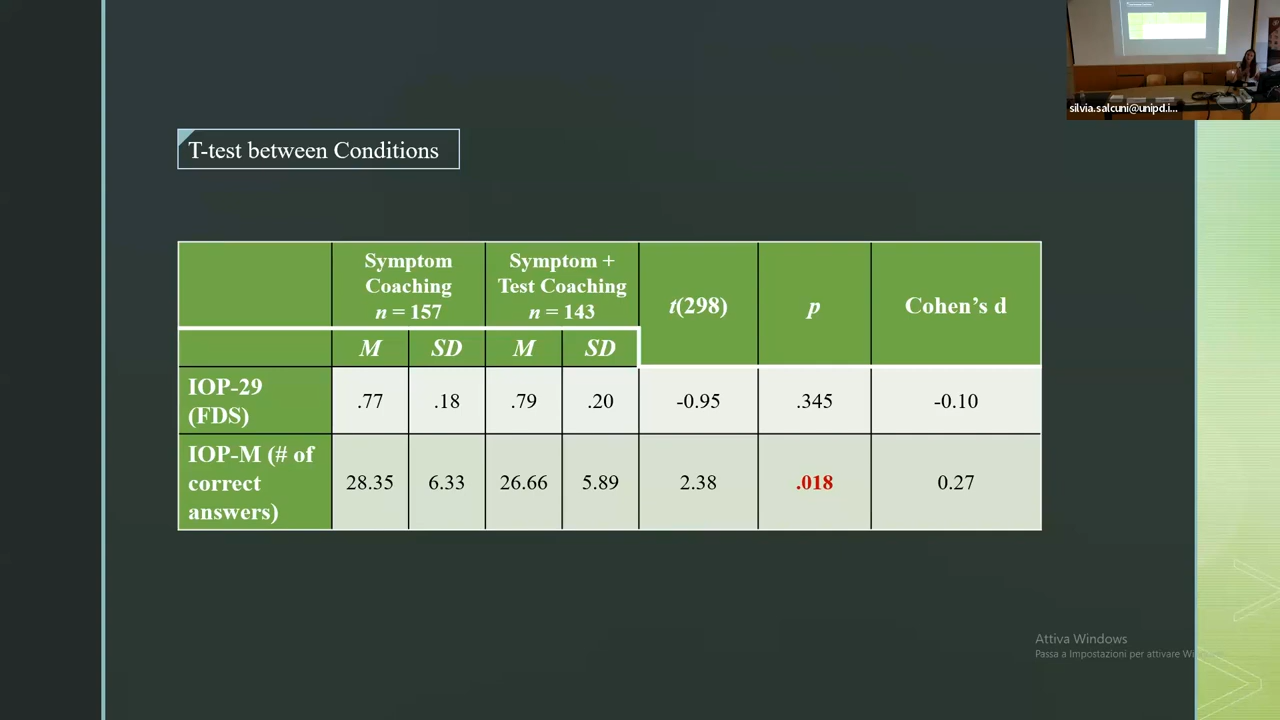 silvia.salcuni@unipd.i...
T-test between Conditions
Symptom
Coaching
n = 157
Symptom +
Test Coaching
n = 143
t(298)
p
Cohen's d
M
SD
M
SD
IOP-29
(FDS)
.77
.18
.79
.20
-0.95
.345
-0.10
IOP-M (# of
correct
answers)
28.35
6.33
26.66
5.89
2.38
.018
0.27
Attiva Windows
Passa a Impostazioni per attivare